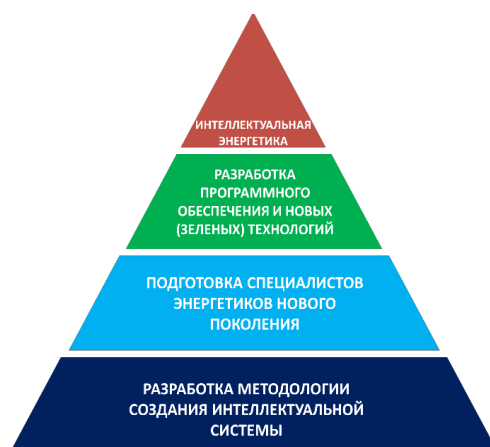 ИНТЕЛЛЕКТУАЛЬНАЯ
ЭНЕРГЕТИКА
РАЗРАБОТКА
ПРОГРАММНОГО
ОБЕСПЕЧЕНИЯ И НОВЫХ
(ЗЕЛЕНЫХ) ТЕХНОЛОГИЙ
ПОДГОТОВКА СПЕЦИАЛИСТОВ
ЭНЕРГЕТИКОВ НОВОГО
ПОКОЛЕНИЯ
РАЗРАБОТКА МЕТОДОЛОГИИ
СОЗДАНИЯ ИНТЕЛЛЕКТУАЛЬНОЙ
СИСТЕМЫ